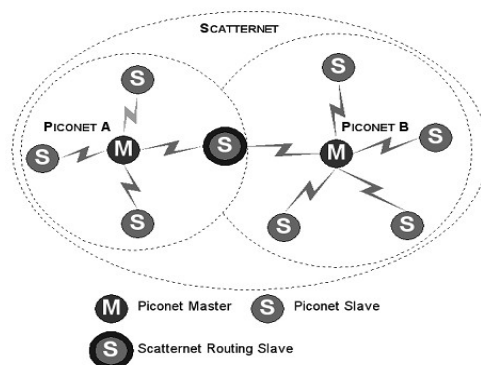 SCATTERNET
S
S
PICONET A
PICONET B
S
M
S
M
S
S
S
S
M Piconet Master
S Piconet Slave
S Scatternet Routing Slave